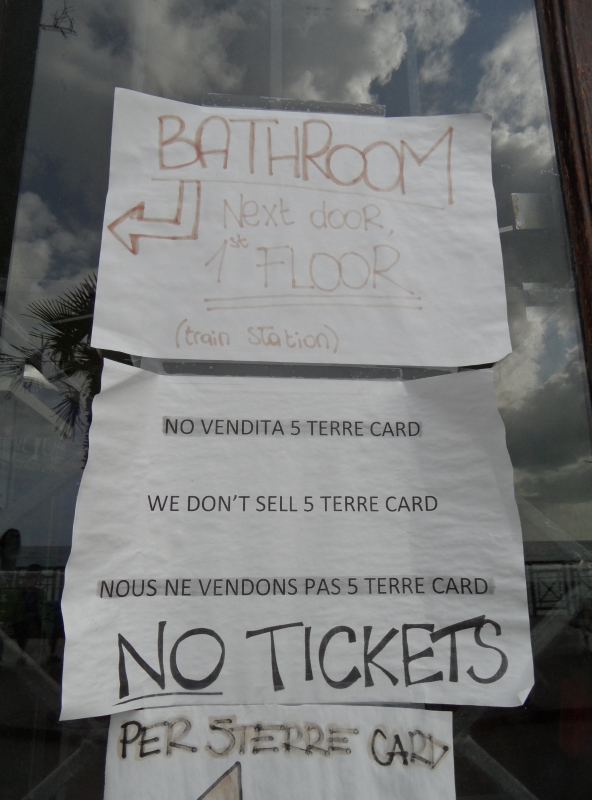 BATHROOM
Next door,
1st FLOOR
(train station)
NO VENDITA 5 TERRE CARD
WE DON'T SELL 5 TERRE CARD
NOUS NE VENDONS PAS 5 TERRE CARD
NO TICKETS
PER 5TERRE CARD